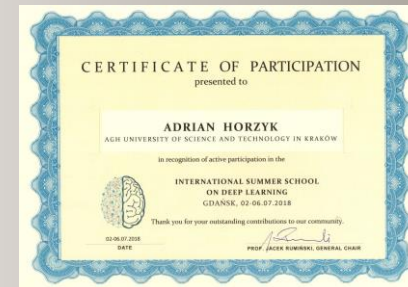 CERTIFICATE OF PARTICIPATION
presented to
ADRIAN HORZYK
AGH UNIVERSITY OF SCIENCE AND TECHNOLOGY IN KRAKÓW
in recognition of active participation in the
INTERNATIONAL SUMMER SCHOOL
ON DEEP LEARNING
GDAŃSK, 02-06.07.2018
Thank you for your outstanding contributions to our community.
02-06.07.2018
DATE
PROF. JACEK RUMIŃSKI, GENERAL CHAIR